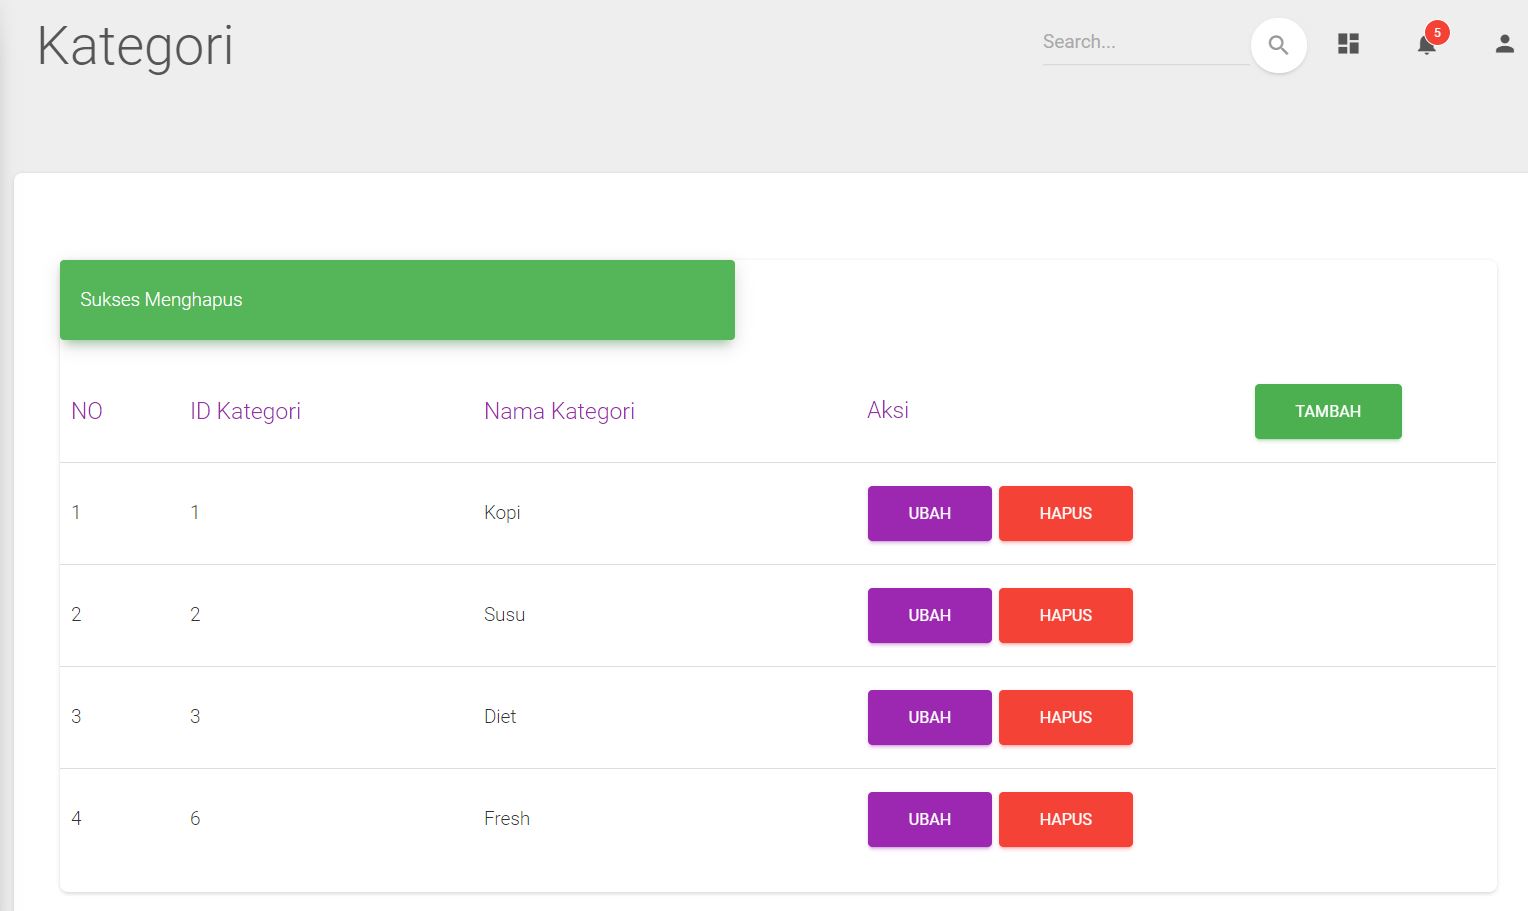 Kategori
Search...
5
Sukses Menghapus
NO ID Kategori Nama Kategori Aksi TAMBAH
1 1 Kopi UBAH HAPUS
2 2 Susu UBAH HAPUS
3 3 Diet UBAH HAPUS
4 6 Fresh UBAH HAPUS